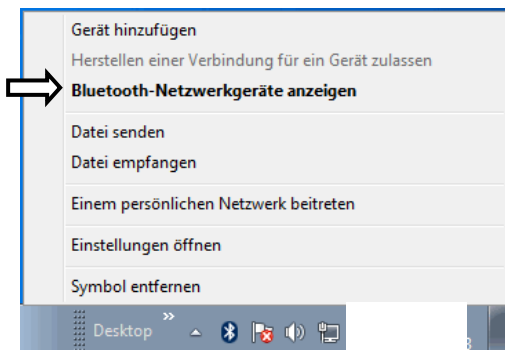 Gerät hinzufügen
Herstellen einer Verbindung für ein Gerät zulassen
Bluetooth-Netzwerkgeräte anzeigen
Datei senden
Datei empfangen
Einem persönlichen Netzwerk beitreten
Einstellungen öffnen
Symbol entfernen
Desktop